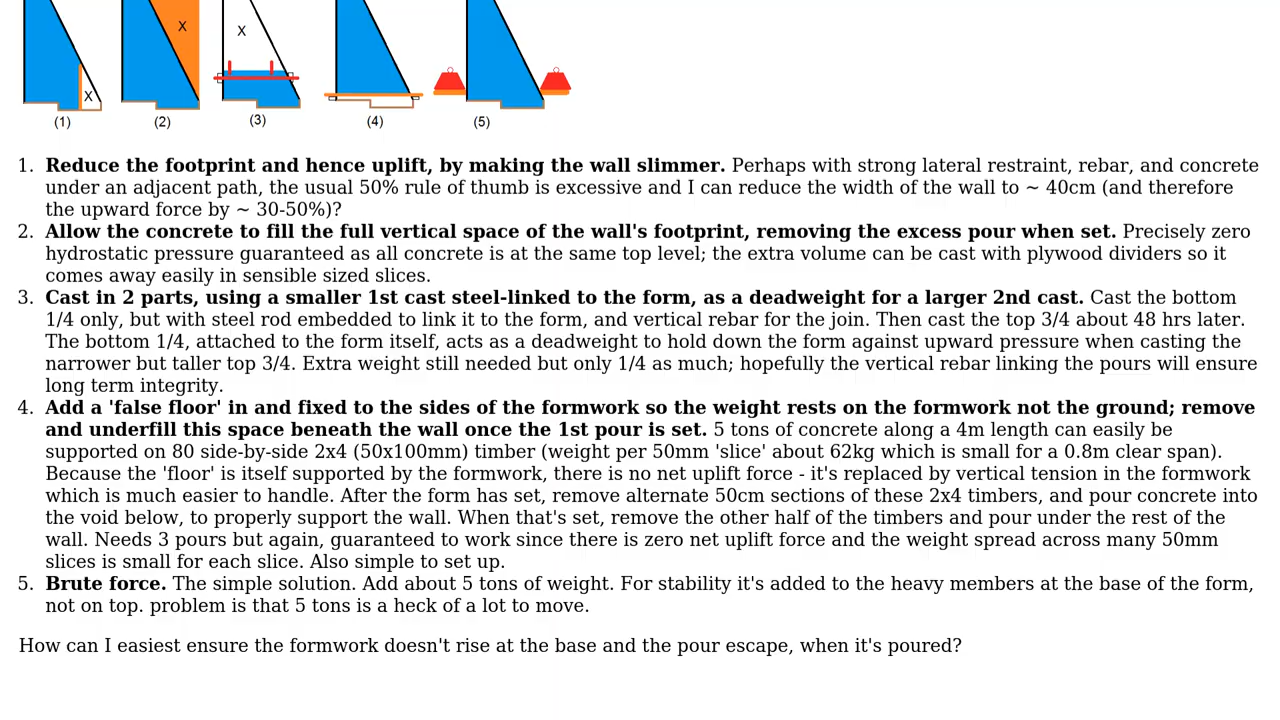 X X X
(1) (2) (3) (4) (5)
1. Reduce the footprint and hence uplift, by making the wall slimmer. Perhaps with strong lateral restraint, rebar, and concrete
under an adjacent path, the usual 50% rule of thumb is excessive and I can reduce the width of the wall to ~ 40cm (and therefore
the upward force by ~ 30-50%)?
2. Allow the concrete to fill the full vertical space of the wall's footprint, removing the excess pour when set. Precisely zero
hydrostatic pressure guaranteed as all concrete is at the same top level; the extra volume can be cast with plywood dividers so it
comes away easily in sensible sized slices.
3. Cast in 2 parts, using a smaller 1st cast steel-linked to the form, as a deadweight for a larger 2nd cast. Cast the bottom
1/4 only, but with steel rod embedded to link it to the form, and vertical rebar for the join. Then cast the top 3/4 about 48 hrs later.
The bottom 1/4, attached to the form itself, acts as a deadweight to hold down the form against upward pressure when casting the
narrower but taller top 3/4. Extra weight still needed but only 1/4 as much; hopefully the vertical rebar linking the pours will ensure
long term integrity.
4. Add a 'false floor' in and fixed to the sides of the formwork so the weight rests on the formwork not the ground; remove
and underfill this space beneath the wall once the 1st pour is set. 5 tons of concrete along a 4m length can easily be
supported on 80 side-by-side 2x4 (50x100mm) timber (weight per 50mm 'slice' about 62kg which is small for a 0.8m clear span).
Because the 'floor' is itself supported by the formwork, there is no net uplift force - it's replaced by vertical tension in the formwork
which is much easier to handle. After the form has set, remove alternate 50cm sections of these 2x4 timbers, and pour concrete into
the void below, to properly support the wall. When that's set, remove the other half of the timbers and pour under the rest of the
wall. Needs 3 pours but again, guaranteed to work since there is zero net uplift force and the weight spread across many 50mm
slices is small for each slice. Also simple to set up.
5. Brute force. The simple solution. Add about 5 tons of weight. For stability it's added to the heavy members at the base of the form,
not on top. problem is that 5 tons is a heck of a lot to move.
How can I easiest ensure the formwork doesn't rise at the base and the pour escape, when it's poured?